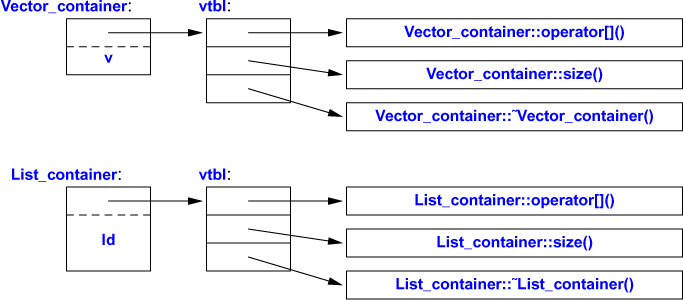 Vector_container: vtbl:
Vector_container::operator[]()
v
Vector_container::size()
Vector_container::~Vector_container()
List_container: vtbl:
List_container::operator[]()
ld
List_container::size()
List_container::~List_container()